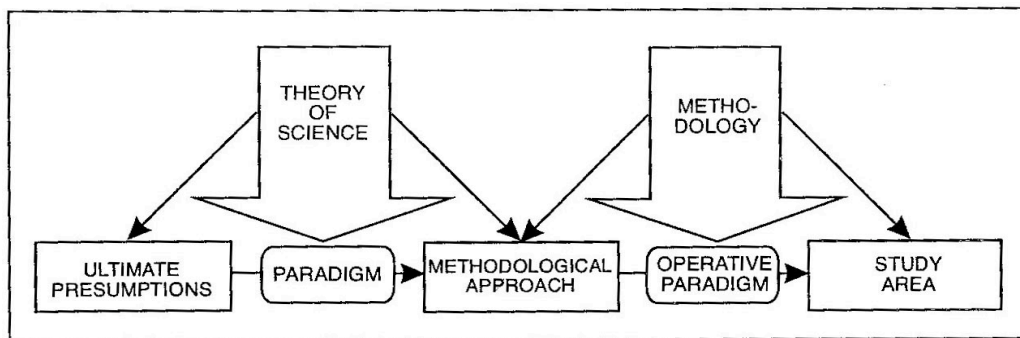 THEORY
OF
SCIENCE
METHO-
DOLOGY
ULTIMATE
PRESUMPTIONS
PARADIGM
METHODOLOGICAL
APPROACH
OPERATIVE
PARADIGM
STUDY
AREA